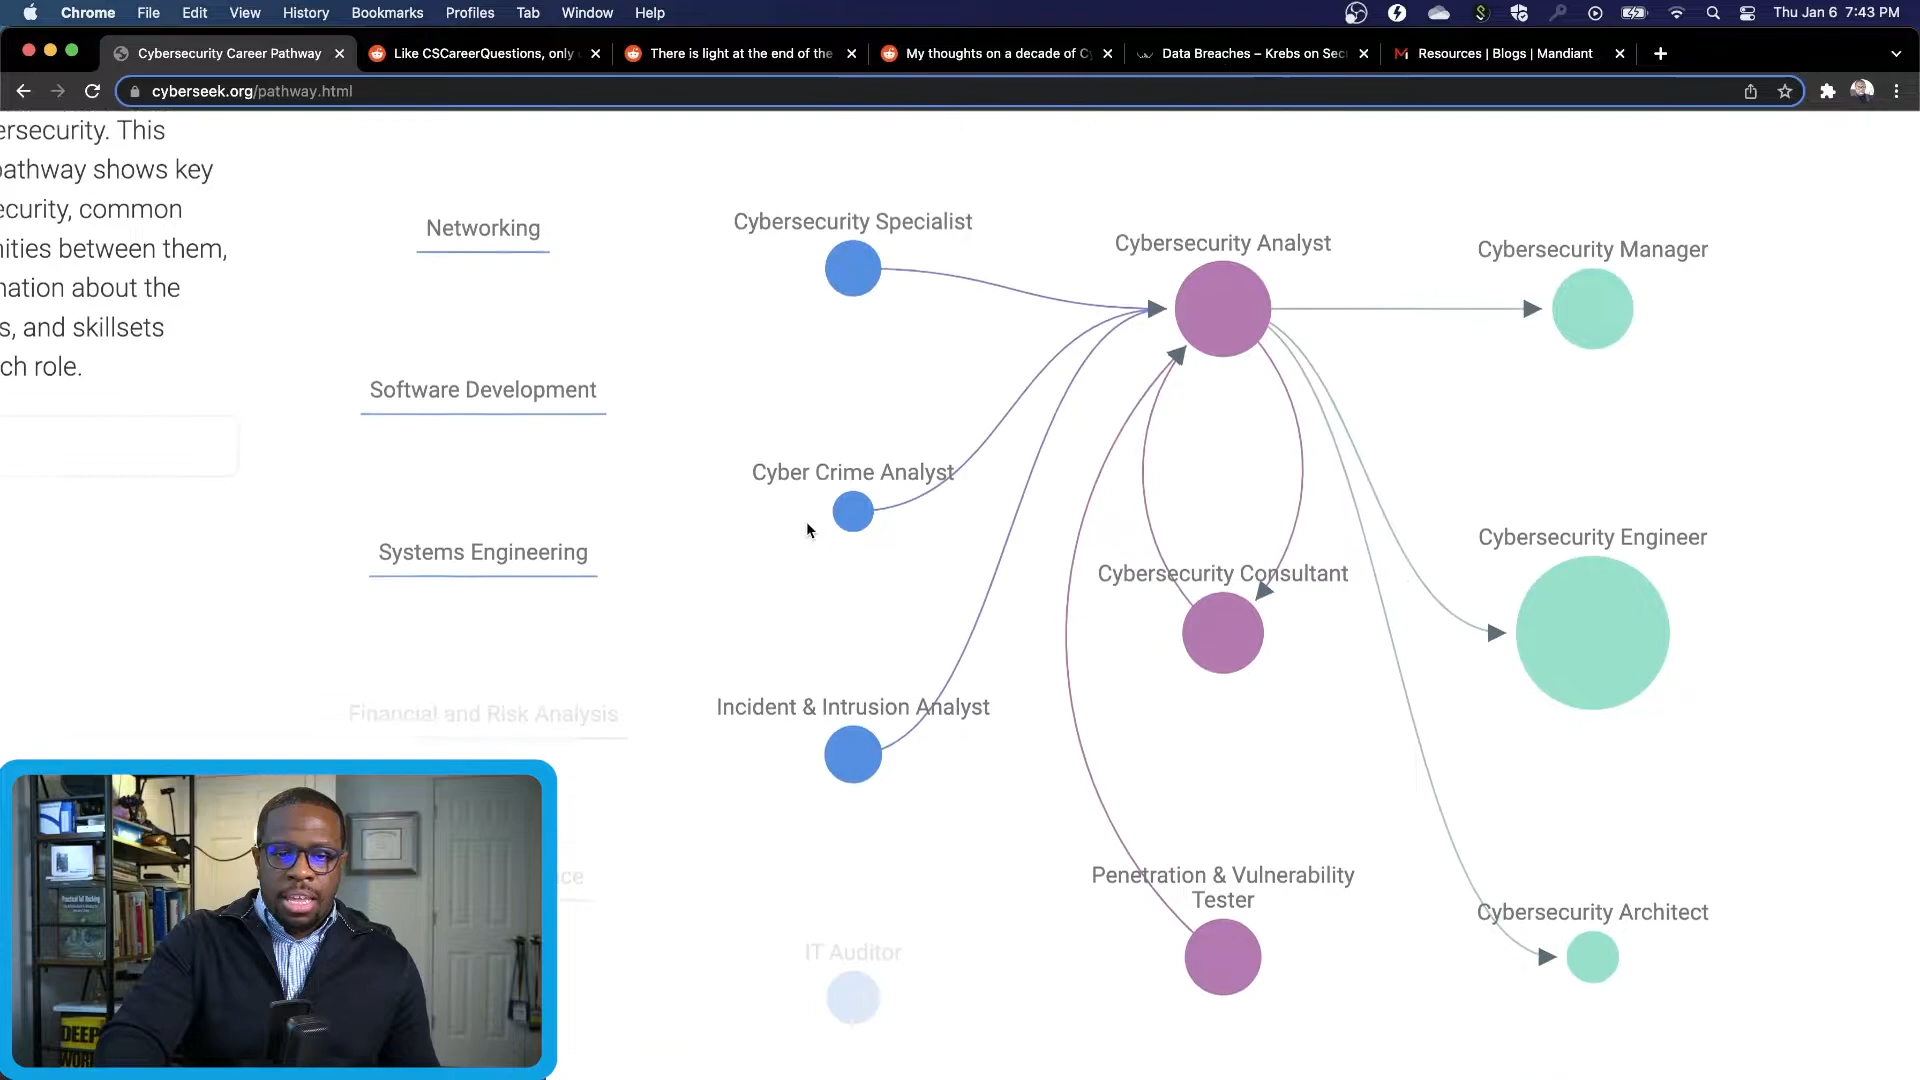 Chrome File Edit View History Bookmarks Profiles Tab Window Help
Thu Jan 6 7:43 PM
Cybersecurity Career Pathway
Like CSCareerQuestions, only
There is light at the end of the
My thoughts on a decade of C
Data Breaches – Krebs on Sec
Resources | Blogs | Mandiant
cyberseek.org/pathway.html
ersecurity. This
pathway shows key
ecurity, common
nities between them,
nation about the
s, and skillsets
ch role.
Networking
Software Development
Systems Engineering
Financial and Risk Analysis
ce
Cybersecurity Specialist
Cyber Crime Analyst
Incident & Intrusion Analyst
IT Auditor
Cybersecurity Analyst
Cybersecurity Consultant
Penetration & Vulnerability
Tester
Cybersecurity Manager
Cybersecurity Engineer
Cybersecurity Architect
DEEP
WORK